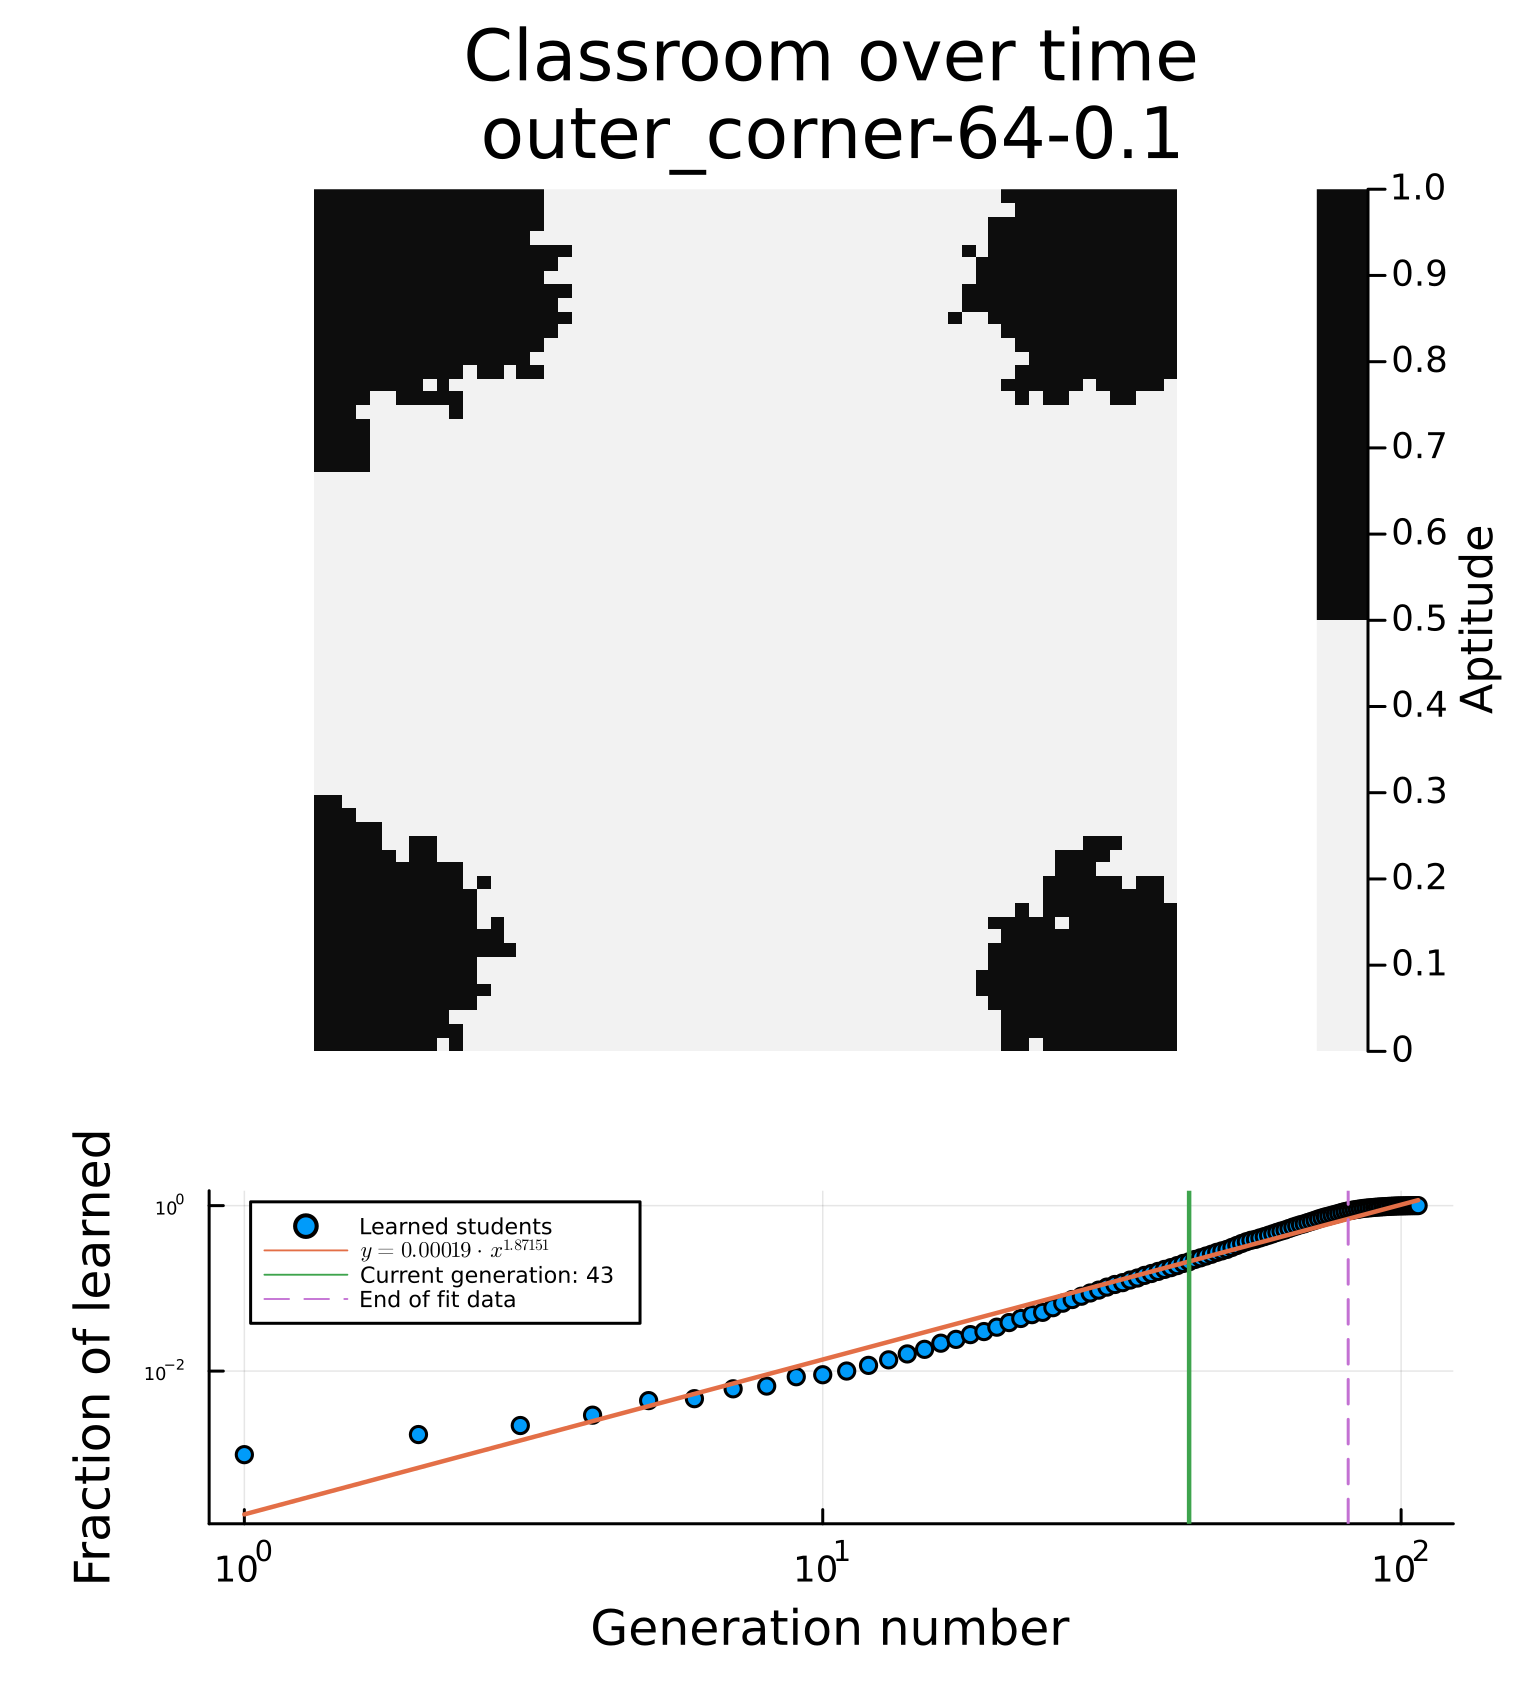 Classroom over time
outer_corner-64-0.1
1.0
0.9
0.8
0.7
0.6
0.5
0.4
0.3
0.2
0.1
0
Aptitude
Fraction of learned
10^0
10^-2
Learned students
y = 0.00019 · x^1.87151
Current generation: 43
End of fit data
10^0
10^1
10^2
Generation number